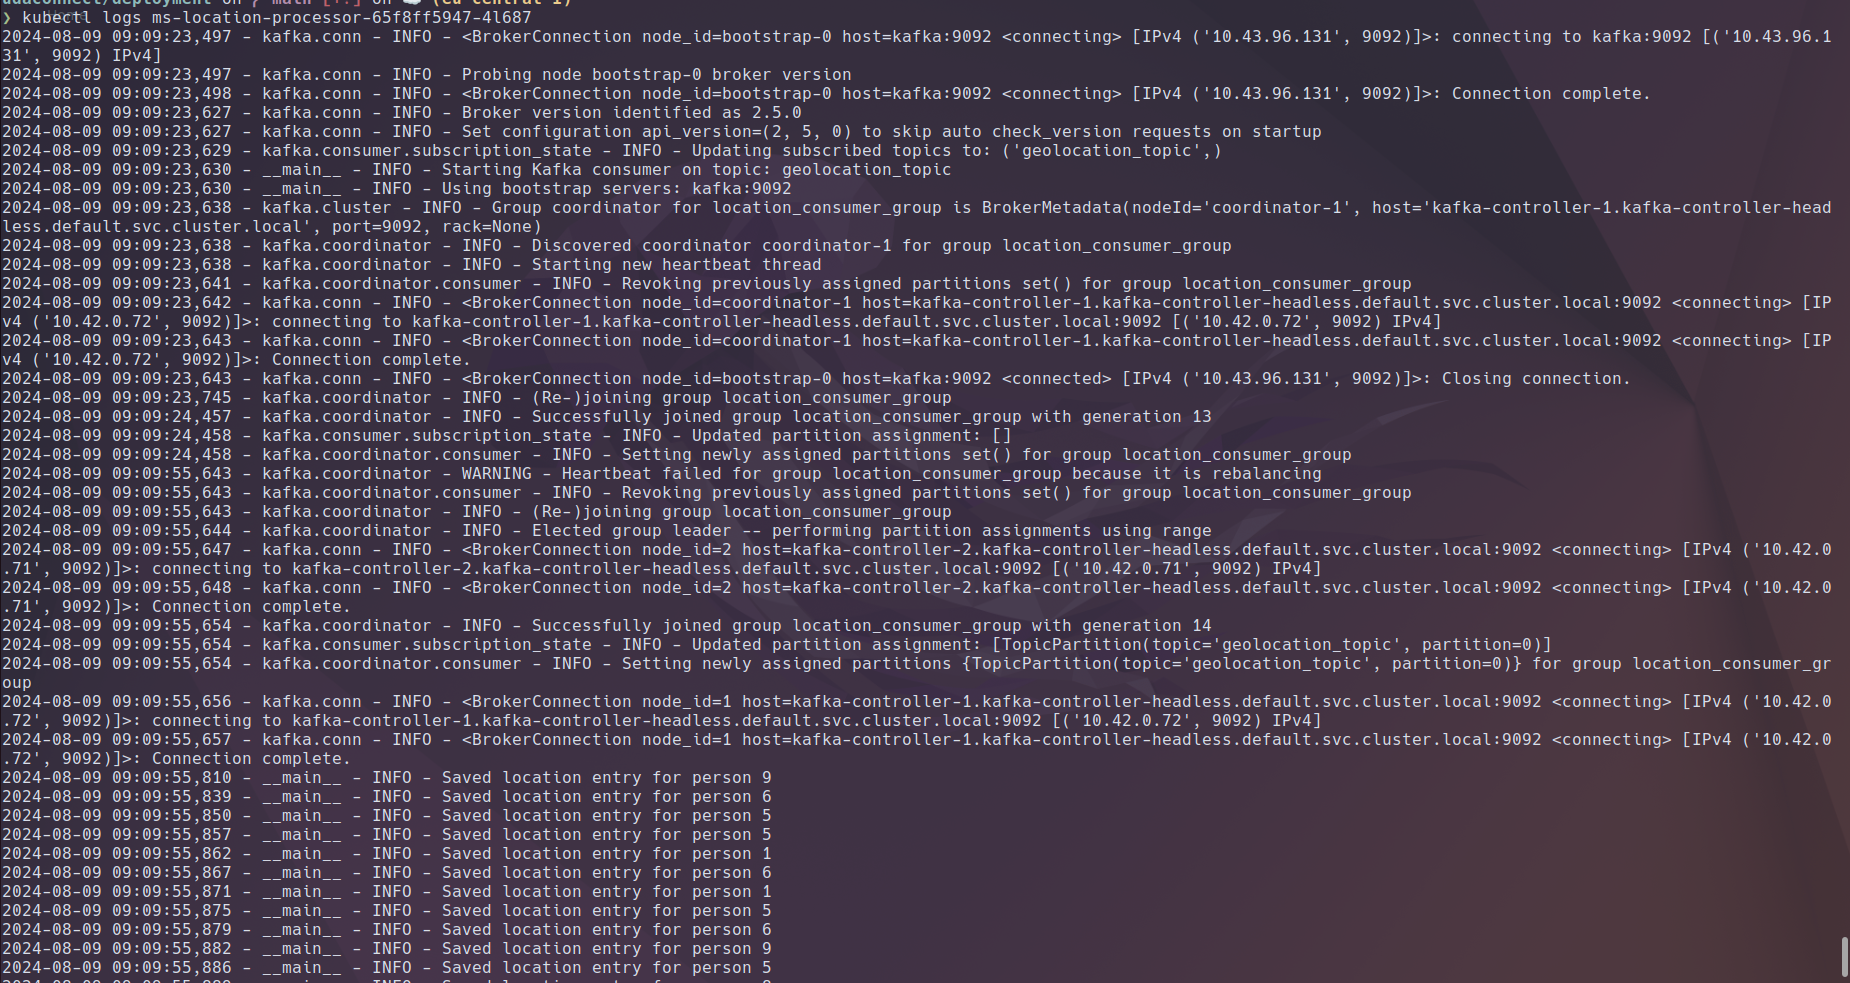 udaconnect/deployment on main [!?] on (eu-central-1)
❯ kubectl logs ms-location-processor-65f8ff5947-4l687
2024-08-09 09:09:23,497 - kafka.conn - INFO - <BrokerConnection node_id=bootstrap-0 host=kafka:9092 <connecting> [IPv4 ('10.43.96.131', 9092)]>: connecting to kafka:9092 [('10.43.96.1
31', 9092) IPv4]
2024-08-09 09:09:23,497 - kafka.conn - INFO - Probing node bootstrap-0 broker version
2024-08-09 09:09:23,498 - kafka.conn - INFO - <BrokerConnection node_id=bootstrap-0 host=kafka:9092 <connecting> [IPv4 ('10.43.96.131', 9092)]>: Connection complete.
2024-08-09 09:09:23,627 - kafka.conn - INFO - Broker version identified as 2.5.0
2024-08-09 09:09:23,627 - kafka.conn - INFO - Set configuration api_version=(2, 5, 0) to skip auto check_version requests on startup
2024-08-09 09:09:23,629 - kafka.consumer.subscription_state - INFO - Updating subscribed topics to: ('geolocation_topic',)
2024-08-09 09:09:23,630 - __main__ - INFO - Starting Kafka consumer on topic: geolocation_topic
2024-08-09 09:09:23,630 - __main__ - INFO - Using bootstrap servers: kafka:9092
2024-08-09 09:09:23,638 - kafka.cluster - INFO - Group coordinator for location_consumer_group is BrokerMetadata(nodeId='coordinator-1', host='kafka-controller-1.kafka-controller-head
less.default.svc.cluster.local', port=9092, rack=None)
2024-08-09 09:09:23,638 - kafka.coordinator - INFO - Discovered coordinator coordinator-1 for group location_consumer_group
2024-08-09 09:09:23,638 - kafka.coordinator - INFO - Starting new heartbeat thread
2024-08-09 09:09:23,641 - kafka.coordinator.consumer - INFO - Revoking previously assigned partitions set() for group location_consumer_group
2024-08-09 09:09:23,642 - kafka.conn - INFO - <BrokerConnection node_id=coordinator-1 host=kafka-controller-1.kafka-controller-headless.default.svc.cluster.local:9092 <connecting> [IP
v4 ('10.42.0.72', 9092)]>: connecting to kafka-controller-1.kafka-controller-headless.default.svc.cluster.local:9092 [('10.42.0.72', 9092) IPv4]
2024-08-09 09:09:23,643 - kafka.conn - INFO - <BrokerConnection node_id=coordinator-1 host=kafka-controller-1.kafka-controller-headless.default.svc.cluster.local:9092 <connecting> [IP
v4 ('10.42.0.72', 9092)]>: Connection complete.
2024-08-09 09:09:23,643 - kafka.conn - INFO - <BrokerConnection node_id=bootstrap-0 host=kafka:9092 <connected> [IPv4 ('10.43.96.131', 9092)]>: Closing connection.
2024-08-09 09:09:23,745 - kafka.coordinator - INFO - (Re-)joining group location_consumer_group
2024-08-09 09:09:24,457 - kafka.coordinator - INFO - Successfully joined group location_consumer_group with generation 13
2024-08-09 09:09:24,458 - kafka.consumer.subscription_state - INFO - Updated partition assignment: []
2024-08-09 09:09:24,458 - kafka.coordinator.consumer - INFO - Setting newly assigned partitions set() for group location_consumer_group
2024-08-09 09:09:55,643 - kafka.coordinator - WARNING - Heartbeat failed for group location_consumer_group because it is rebalancing
2024-08-09 09:09:55,643 - kafka.coordinator.consumer - INFO - Revoking previously assigned partitions set() for group location_consumer_group
2024-08-09 09:09:55,643 - kafka.coordinator - INFO - (Re-)joining group location_consumer_group
2024-08-09 09:09:55,644 - kafka.coordinator - INFO - Elected group leader -- performing partition assignments using range
2024-08-09 09:09:55,647 - kafka.conn - INFO - <BrokerConnection node_id=2 host=kafka-controller-2.kafka-controller-headless.default.svc.cluster.local:9092 <connecting> [IPv4 ('10.42.0
.71', 9092)]>: connecting to kafka-controller-2.kafka-controller-headless.default.svc.cluster.local:9092 [('10.42.0.71', 9092) IPv4]
2024-08-09 09:09:55,648 - kafka.conn - INFO - <BrokerConnection node_id=2 host=kafka-controller-2.kafka-controller-headless.default.svc.cluster.local:9092 <connecting> [IPv4 ('10.42.0
.71', 9092)]>: Connection complete.
2024-08-09 09:09:55,654 - kafka.coordinator - INFO - Successfully joined group location_consumer_group with generation 14
2024-08-09 09:09:55,654 - kafka.consumer.subscription_state - INFO - Updated partition assignment: [TopicPartition(topic='geolocation_topic', partition=0)]
2024-08-09 09:09:55,654 - kafka.coordinator.consumer - INFO - Setting newly assigned partitions {TopicPartition(topic='geolocation_topic', partition=0)} for group location_consumer_gr
oup
2024-08-09 09:09:55,656 - kafka.conn - INFO - <BrokerConnection node_id=1 host=kafka-controller-1.kafka-controller-headless.default.svc.cluster.local:9092 <connecting> [IPv4 ('10.42.0
.72', 9092)]>: connecting to kafka-controller-1.kafka-controller-headless.default.svc.cluster.local:9092 [('10.42.0.72', 9092) IPv4]
2024-08-09 09:09:55,657 - kafka.conn - INFO - <BrokerConnection node_id=1 host=kafka-controller-1.kafka-controller-headless.default.svc.cluster.local:9092 <connecting> [IPv4 ('10.42.0
.72', 9092)]>: Connection complete.
2024-08-09 09:09:55,810 - __main__ - INFO - Saved location entry for person 9
2024-08-09 09:09:55,839 - __main__ - INFO - Saved location entry for person 6
2024-08-09 09:09:55,850 - __main__ - INFO - Saved location entry for person 5
2024-08-09 09:09:55,857 - __main__ - INFO - Saved location entry for person 5
2024-08-09 09:09:55,862 - __main__ - INFO - Saved location entry for person 1
2024-08-09 09:09:55,867 - __main__ - INFO - Saved location entry for person 6
2024-08-09 09:09:55,871 - __main__ - INFO - Saved location entry for person 1
2024-08-09 09:09:55,875 - __main__ - INFO - Saved location entry for person 5
2024-08-09 09:09:55,879 - __main__ - INFO - Saved location entry for person 6
2024-08-09 09:09:55,882 - __main__ - INFO - Saved location entry for person 9
2024-08-09 09:09:55,886 - __main__ - INFO - Saved location entry for person 5